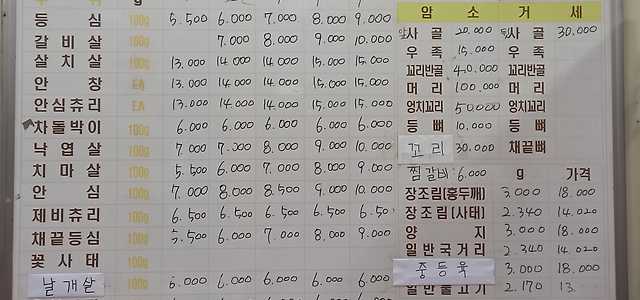 g
등 심 100g 5.500 6.000 7.000 8.000 9.000
갈 비 살 100g 7.000 8.000 9.000 10.000
살 치 살 100g 13.000 14.000 14.000 15.000 15.000
안 창 EA 13.000 14.000 14.000 15.000 15.000
안심츄리 EA 13.000 14.000 14.000 15.000 15.000
차돌박이 100g 6.000 6.000 6.000 6.000 6.000
낙 엽 살 100g 7.000 7.000 8.000 9.000 10.000
치 마 살 100g 5.500 6.000 7.000 8.000 9.000
안 심 100g 7.000 8.000 8.500 9.000 10.000
제비츄리 100g 6.500 6.500 6.500 6.500 6.50
채끝등심 100g 5.500 6.000 7.000 8.000 9.000
꽃 사 태
날개살 100g 6.000 6.000 6.000 6.000 6.000
암 소 거 세
사 골 20.000 사 골 30.000
우 족 15.000 우 족
꼬리반골 꼬리반골
머 리 100.000 머 리
엉치꼬리 50.000 엉치꼬리
등 뼈 10.000 등 뼈
꼬리 30.000 채끝뼈
찜갈비 6.000 g 가격
장조림(홍두깨) 3.000 18.000
장조림(사태) 2.340 14.020
양 지 3.000 18.000
일반국거리 2.340 14.020
중등육 3.000 18.000
일반불고기 2.170 13.